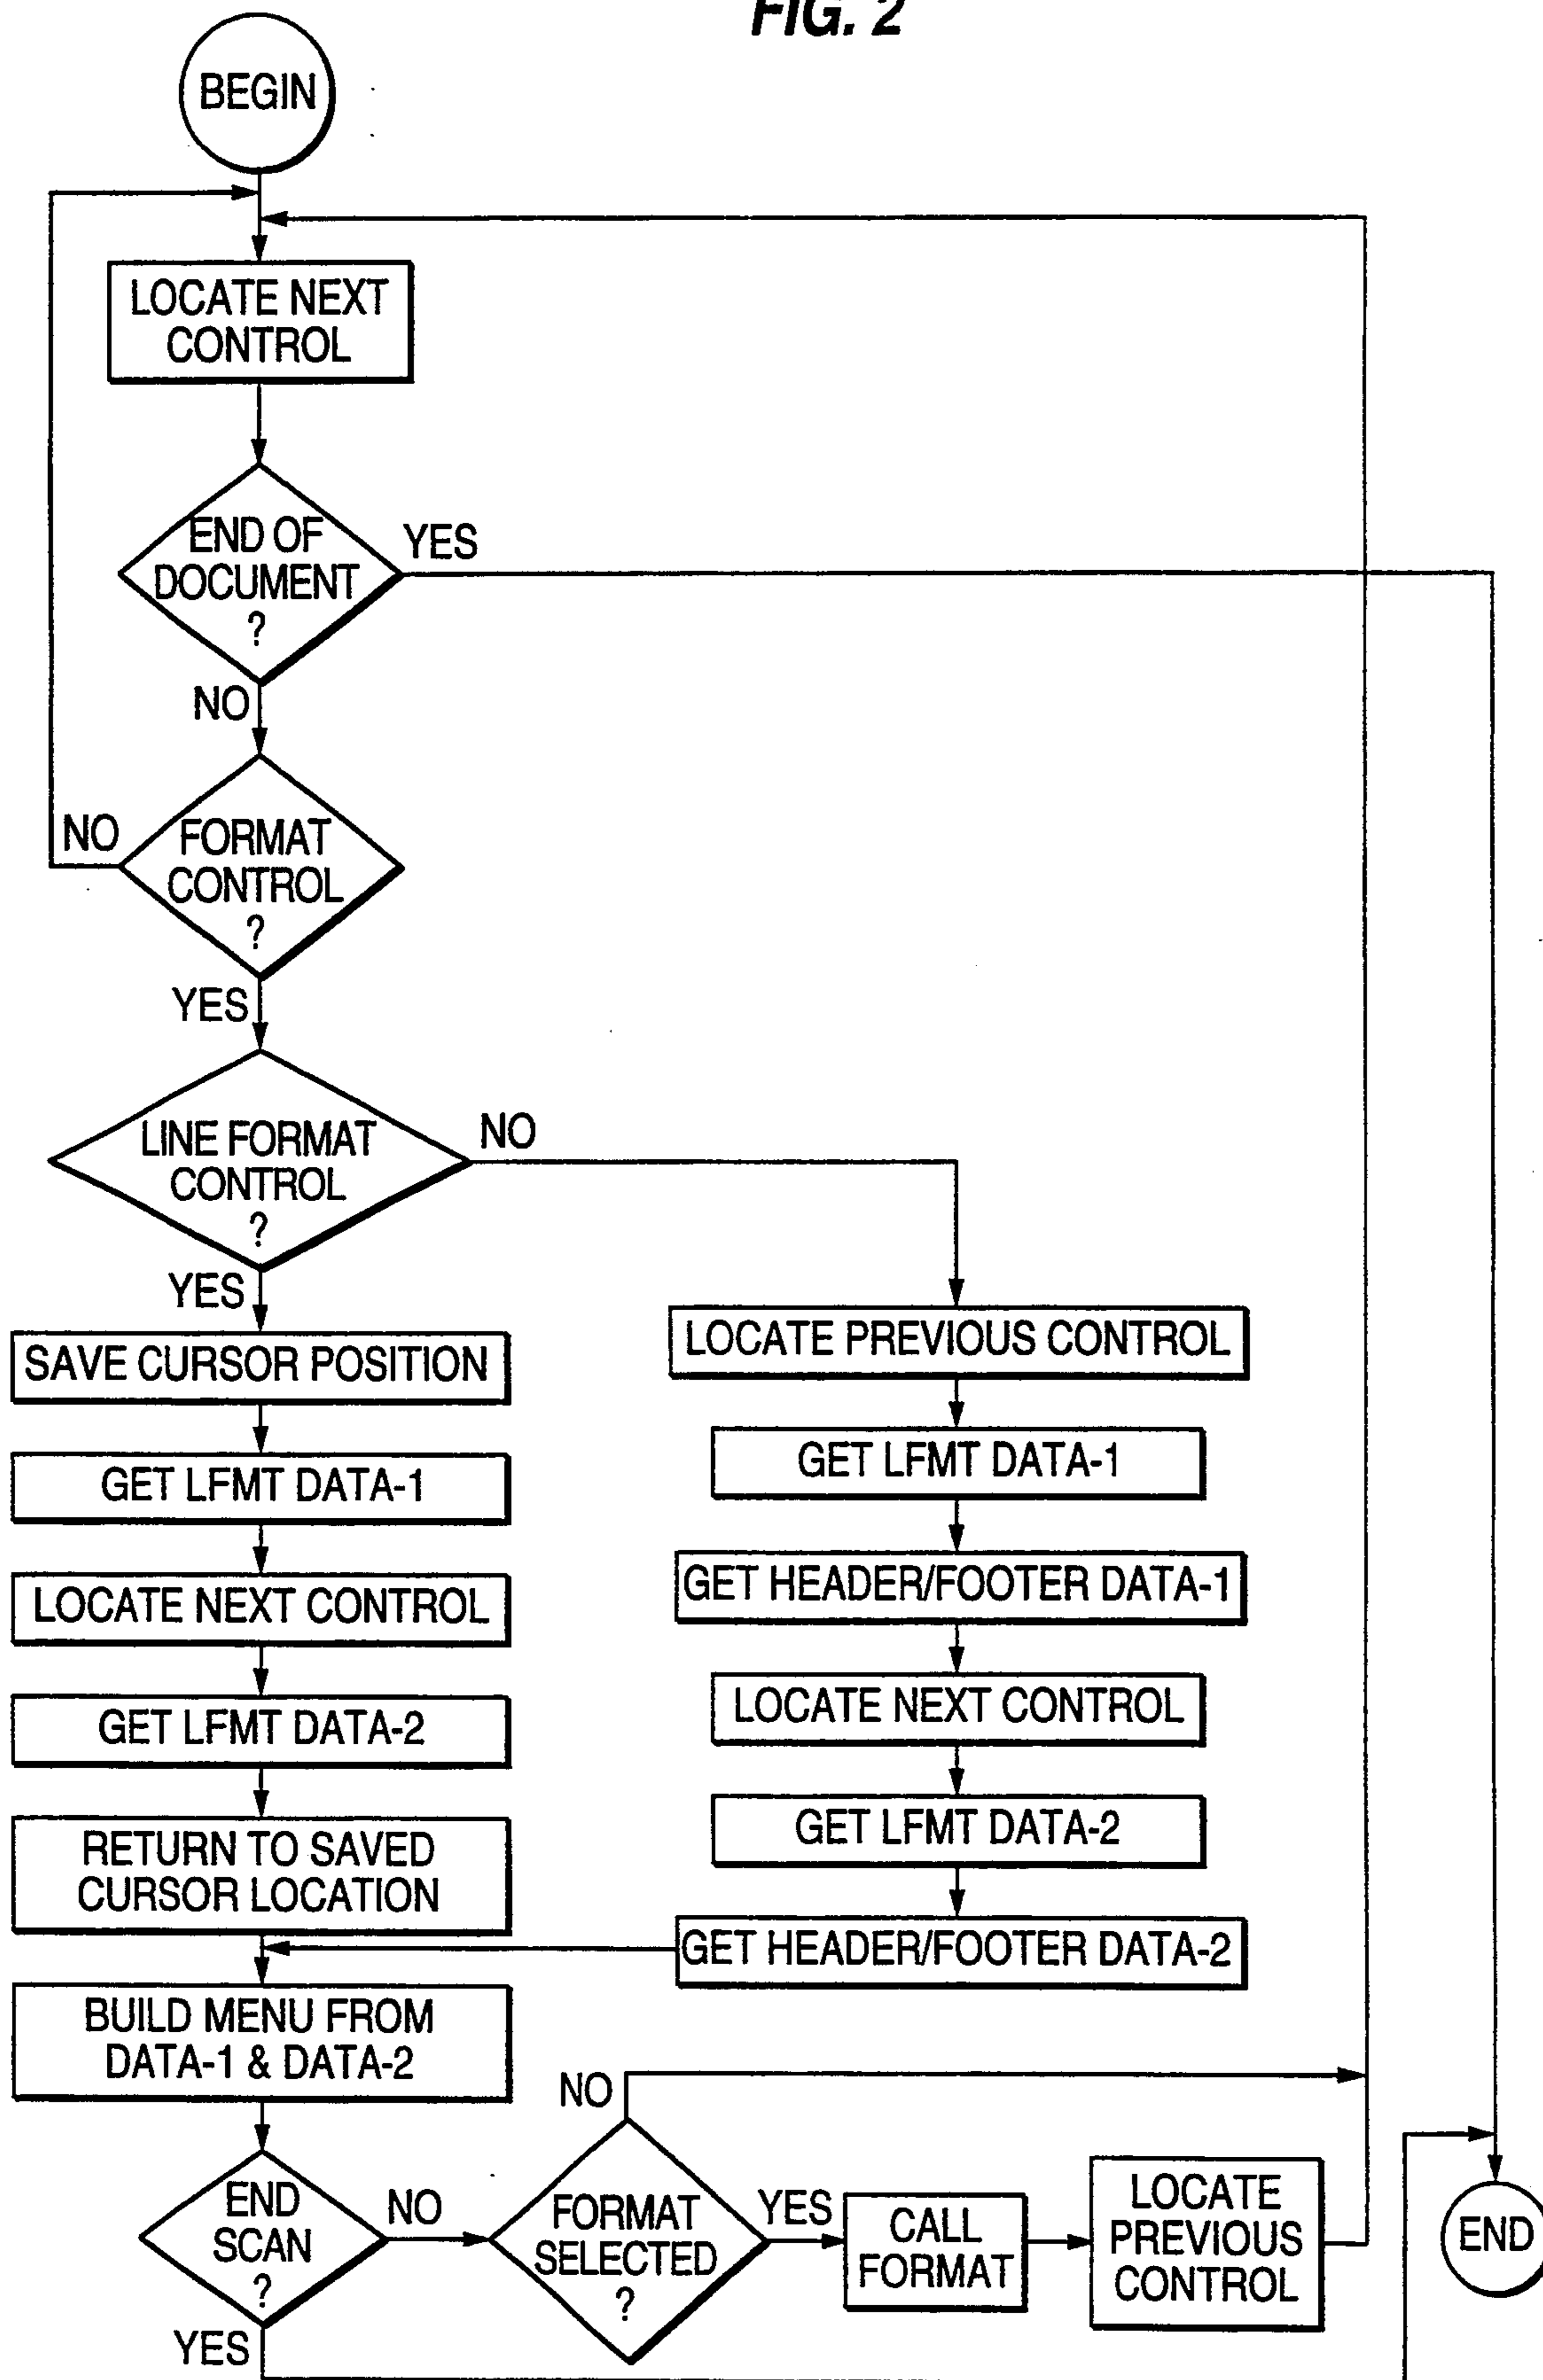 FIG. 2
BEGIN
LOCATE NEXT
CONTROL
END OF
DOCUMENT
?
YES
NO
FORMAT
CONTROL
?
NO
YES
LINE FORMAT
CONTROL
?
NO
YES
SAVE CURSOR POSITION
GET LFMT DATA-1
LOCATE NEXT CONTROL
GET LFMT DATA-2
RETURN TO SAVED
CURSOR LOCATION
LOCATE PREVIOUS CONTROL
GET LFMT DATA-1
GET HEADER/FOOTER DATA-1
LOCATE NEXT CONTROL
GET LFMT DATA-2
GET HEADER/FOOTER DATA-2
BUILD MENU FROM
DATA-1 & DATA-2
END
SCAN
?
NO
YES
FORMAT
SELECTED
?
NO
YES
CALL
FORMAT
LOCATE
PREVIOUS
CONTROL
END